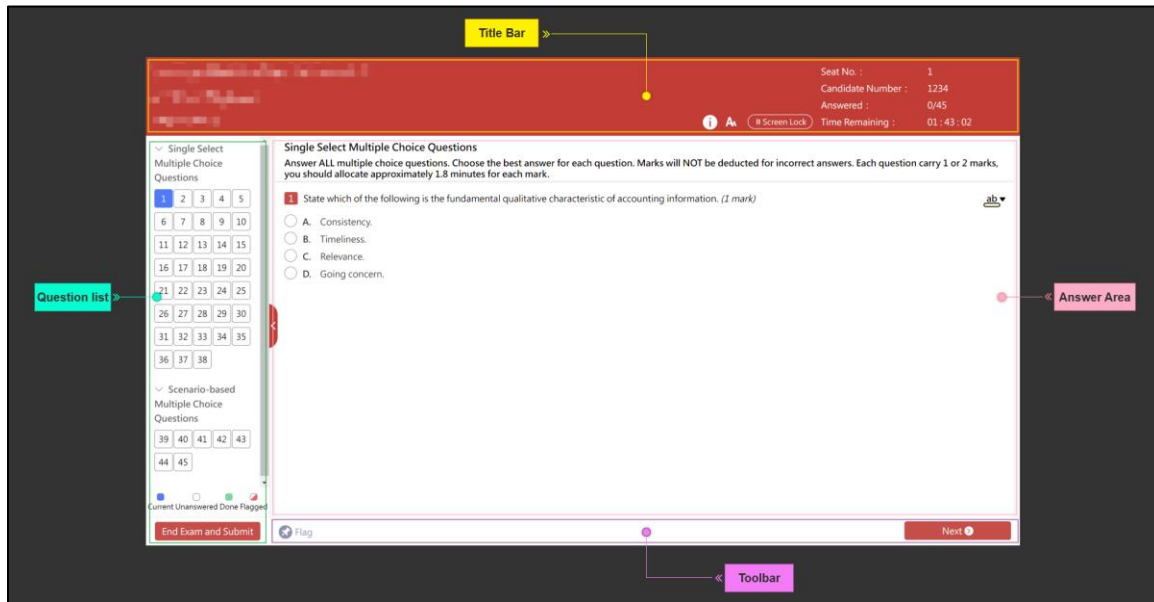 Title Bar
Seat No. : 1
Candidate Number : 1234
Answered : 0/45
Screen Lock Time Remaining : 01 : 43 : 02
Single Select
Multiple Choice
Questions
1 2 3 4 5
6 7 8 9 10
11 12 13 14 15
16 17 18 19 20
21 22 23 24 25
26 27 28 29 30
31 32 33 34 35
36 37 38
Scenario-based
Multiple Choice
Questions
39 40 41 42 43
44 45
Current Unanswered Done Flagged
End Exam and Submit
Question list
Single Select Multiple Choice Questions
Answer ALL multiple choice questions. Choose the best answer for each question. Marks will NOT be deducted for incorrect answers. Each question carry 1 or 2 marks,
you should allocate approximately 1.8 minutes for each mark.
1 State which of the following is the fundamental qualitative characteristic of accounting information. (1 mark) ab
A. Consistency.
B. Timeliness.
C. Relevance.
D. Going concern.
Answer Area
Flag
Next
Toolbar